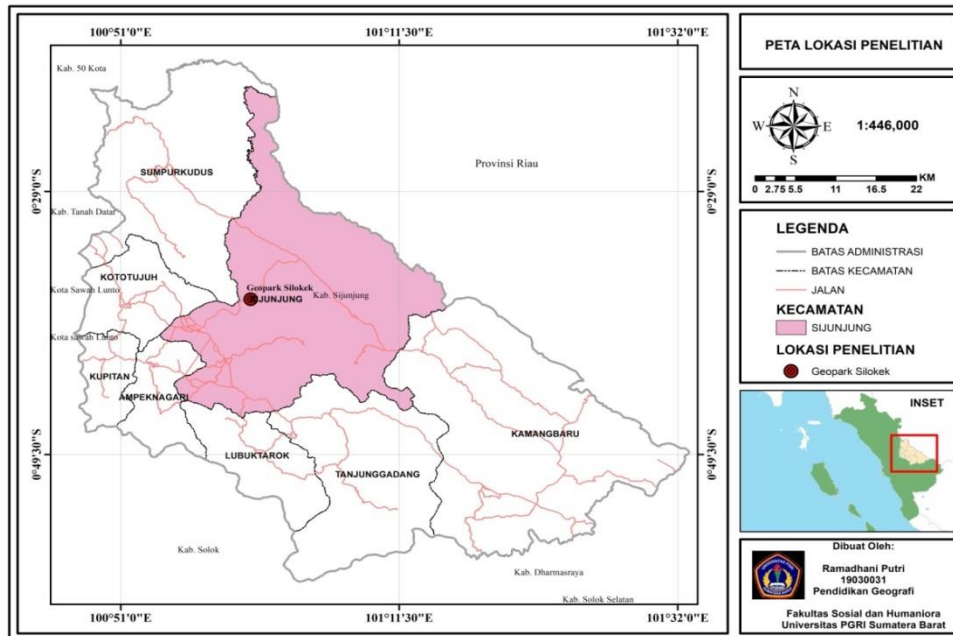 100°51'0"E 101°11'30"E 101°32'0"E
Kab. 50 Kota
Provinsi Riau
SUMPURKUDUS
0°29'0"S 0°29'0"S
Kab. Tanah Datar
KOTOTUJUH
Kota Sawah Lunto
Geopark Silokek
SIJUNJUNG
Kab. Sijunjung
Kota sawah Lunto
KUPITAN
AMPEKNAGARI
KAMANGBARU
LUBUKTAROK
0°49'30"S 0°49'30"S
TANJUNGGADANG
Kab. Solok
Kab. Dharmasraya
Kab. Solok Selatan
100°51'0"E 101°11'30"E 101°32'0"E
PETA LOKASI PENELITIAN
N
W E
S
1:446,000
KM
0 2.75 5.5 11 16.5 22
LEGENDA
BATAS ADMINISTRASI
BATAS KECAMATAN
JALAN
KECAMATAN
SIJUNJUNG
LOKASI PENELITIAN
Geopark Silokek
INSET
Dibuat Oleh:
Ramadhani Putri
19030031
Pendidikan Geografi
Fakultas Sosial dan Humaniora
Universitas PGRI Sumatera Barat